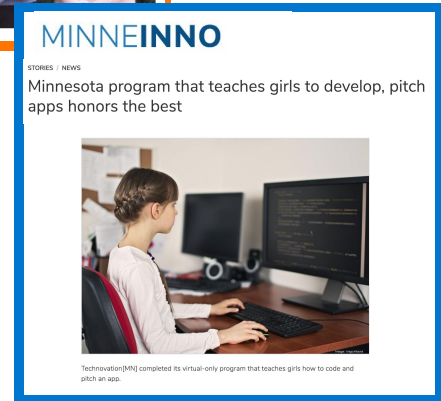 MINNEINNO
STORIES / NEWS
Minnesota program that teaches girls to develop, pitch
apps honors the best
Technovation[MN] completed its virtual-only program that teaches girls how to code and
pitch an app.